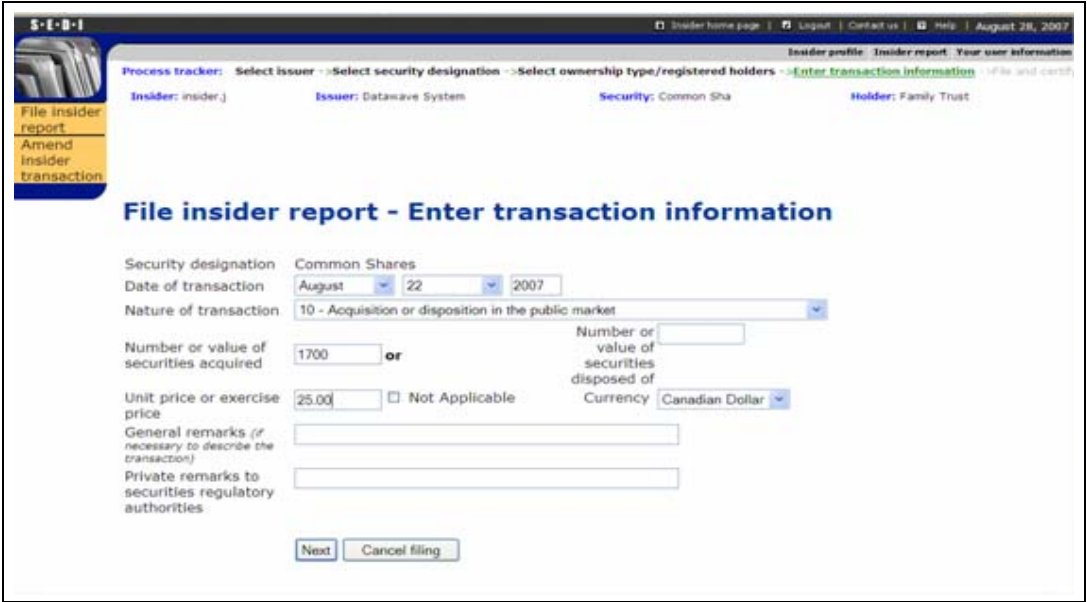 S·E·D·I
Insider home page | Logout | Contact us | Help | August 28, 2007
Insider profile Insider report Your user information
Process tracker: Select issuer ->Select security designation ->Select ownership type/registered holders ->Enter transaction information ->File and certify
Insider: insider,j Issuer: Datawave System Security: Common Sha Holder: Family Trust
File insider
report
Amend
insider
transaction
File insider report - Enter transaction information
Security designation Common Shares
Date of transaction August 22 2007
Nature of transaction 10 - Acquisition or disposition in the public market
Number or value of
securities acquired 1700 or
Number or
value of
securities
disposed of
Unit price or exercise
price 25.00 Not Applicable Currency Canadian Dollar
General remarks (if
necessary to describe the
transaction)
Private remarks to
securities regulatory
authorities
Next Cancel filing